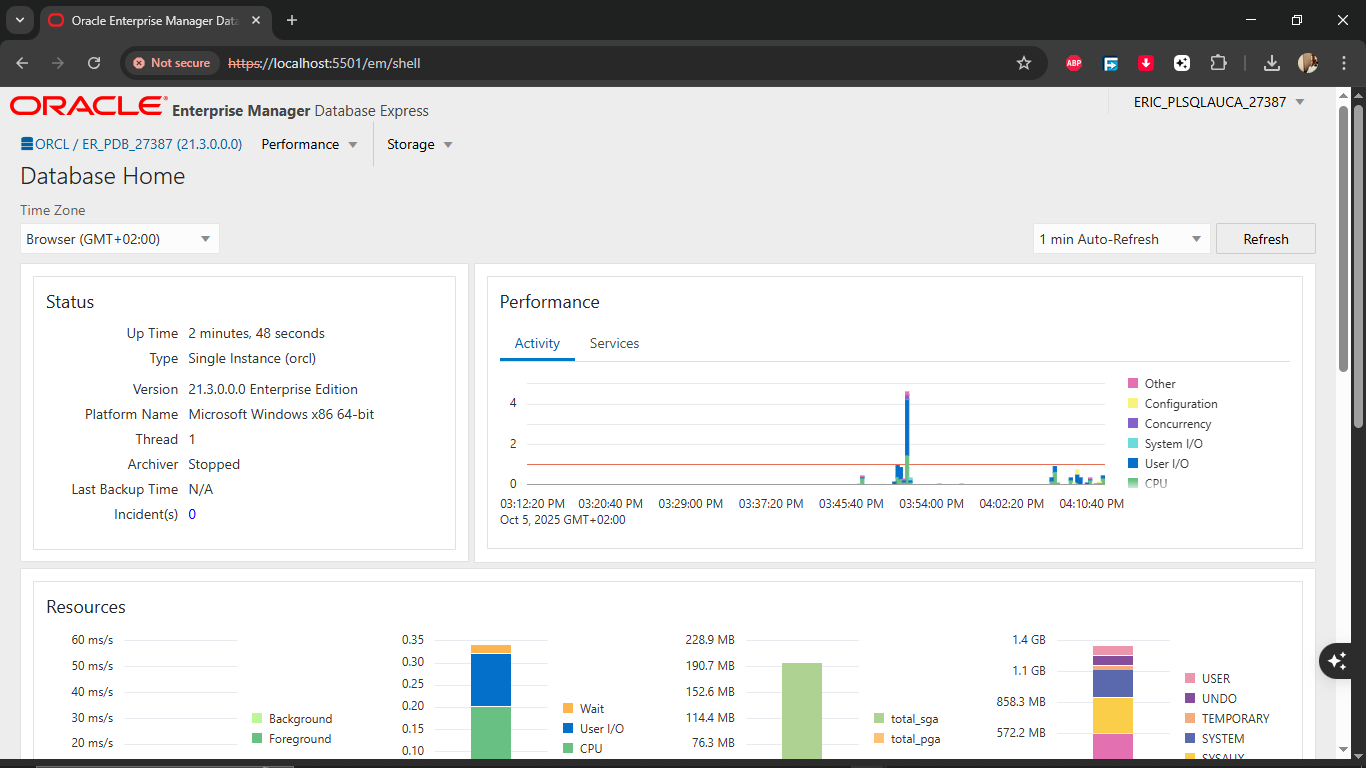 Oracle Enterprise Manager Data
Not secure
https://localhost:5501/em/shell
ABP
ORACLE Enterprise Manager Database Express
ERIC_PLSQLAUCA_27387
ORCL / ER_PDB_27387 (21.3.0.0.0)
Performance
Storage
Database Home
Time Zone
Browser (GMT+02:00)
1 min Auto-Refresh
Refresh
Status
Up Time 2 minutes, 48 seconds
Type Single Instance (orcl)
Version 21.3.0.0.0 Enterprise Edition
Platform Name Microsoft Windows x86 64-bit
Thread 1
Archiver Stopped
Last Backup Time N/A
Incident(s) 0
Performance
Activity Services
4
2
0
03:12:20 PM 03:20:40 PM 03:29:00 PM 03:37:20 PM 03:45:40 PM 03:54:00 PM 04:02:20 PM 04:10:40 PM
Oct 5, 2025 GMT+02:00
Other
Configuration
Concurrency
System I/O
User I/O
CPU
Resources
60 ms/s
50 ms/s
40 ms/s
30 ms/s
20 ms/s
Background
Foreground
0.35
0.30
0.25
0.20
0.15
0.10
Wait
User I/O
CPU
228.9 MB
190.7 MB
152.6 MB
114.4 MB
76.3 MB
total_sga
total_pga
1.4 GB
1.1 GB
858.3 MB
572.2 MB
USER
UNDO
TEMPORARY
SYSTEM
SYSAUX